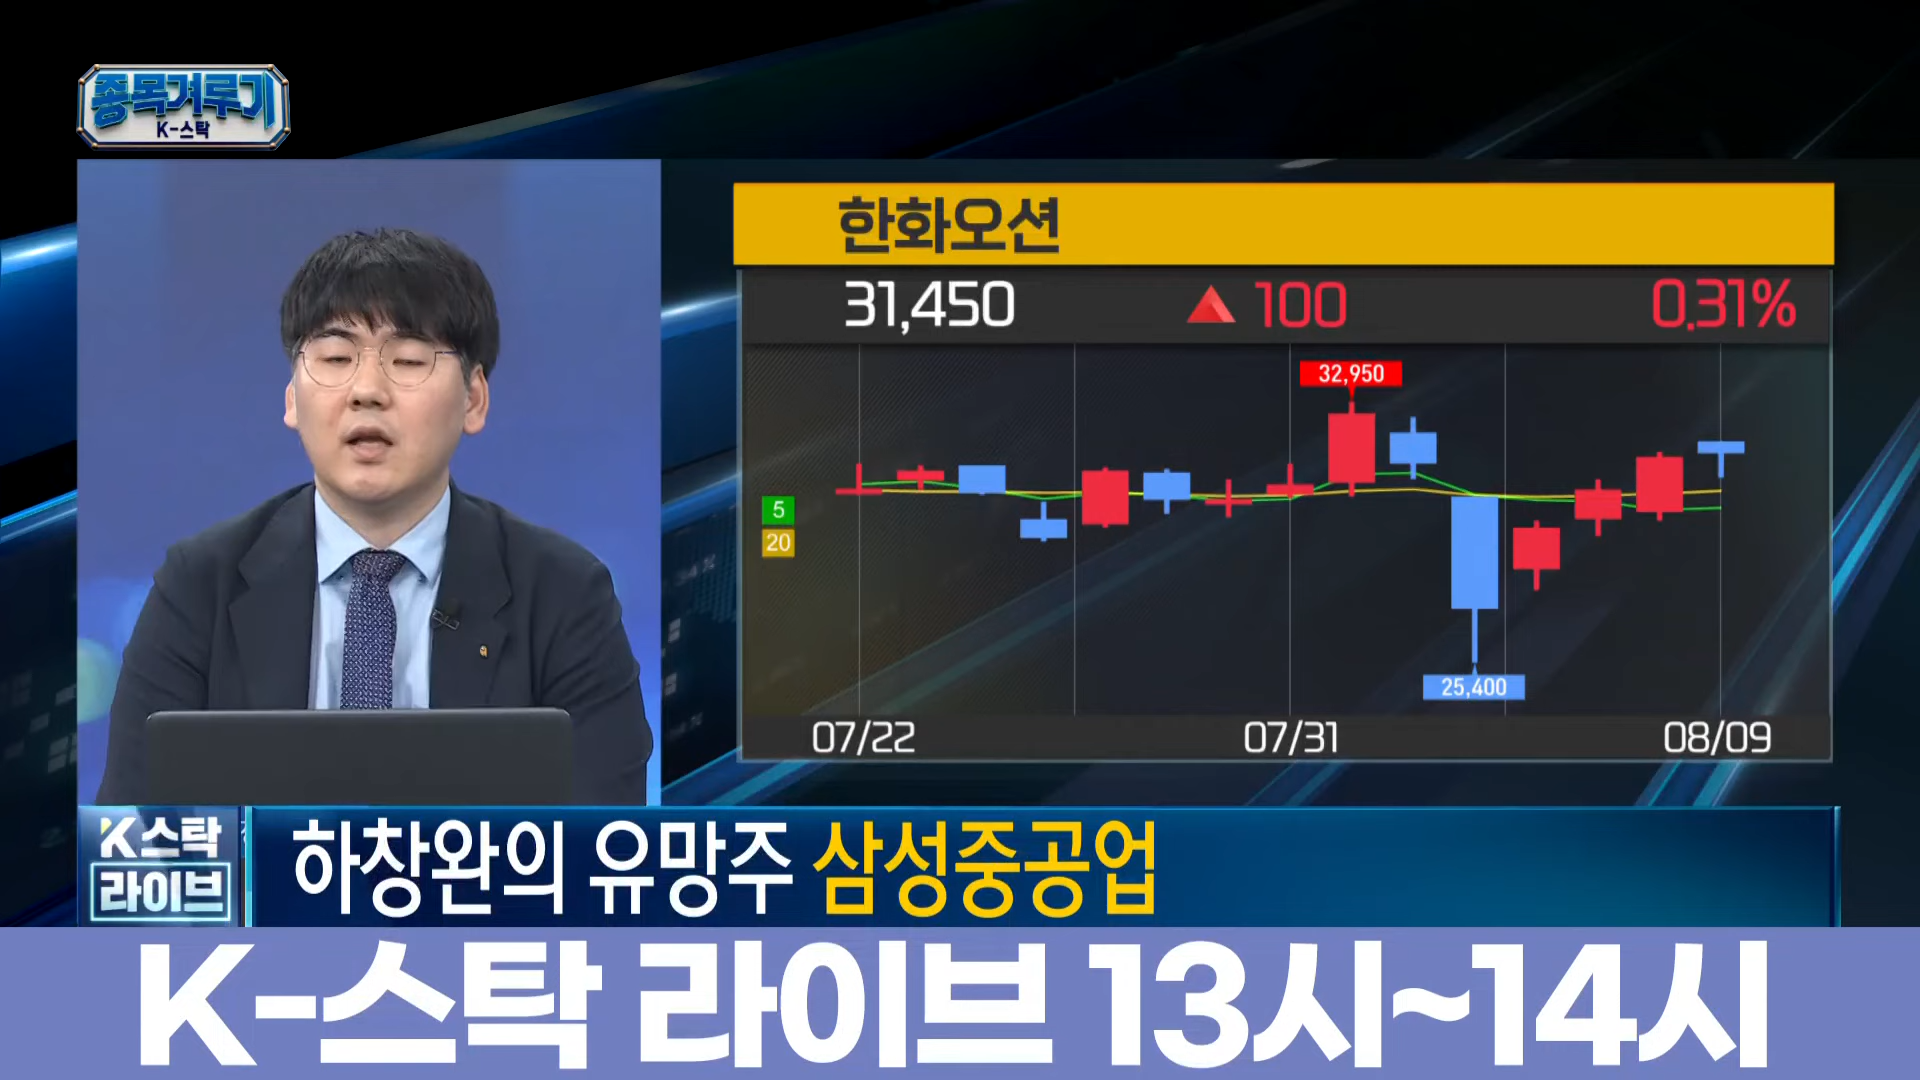 종목겨루기
K-스탁
한화오션
31,450 ▲ 100 0.31%
32,950
5
20
25,400
07/22 07/31 08/09
K스탁
라이브
하창완의 유망주 삼성중공업
K-스탁 라이브 13시~14시